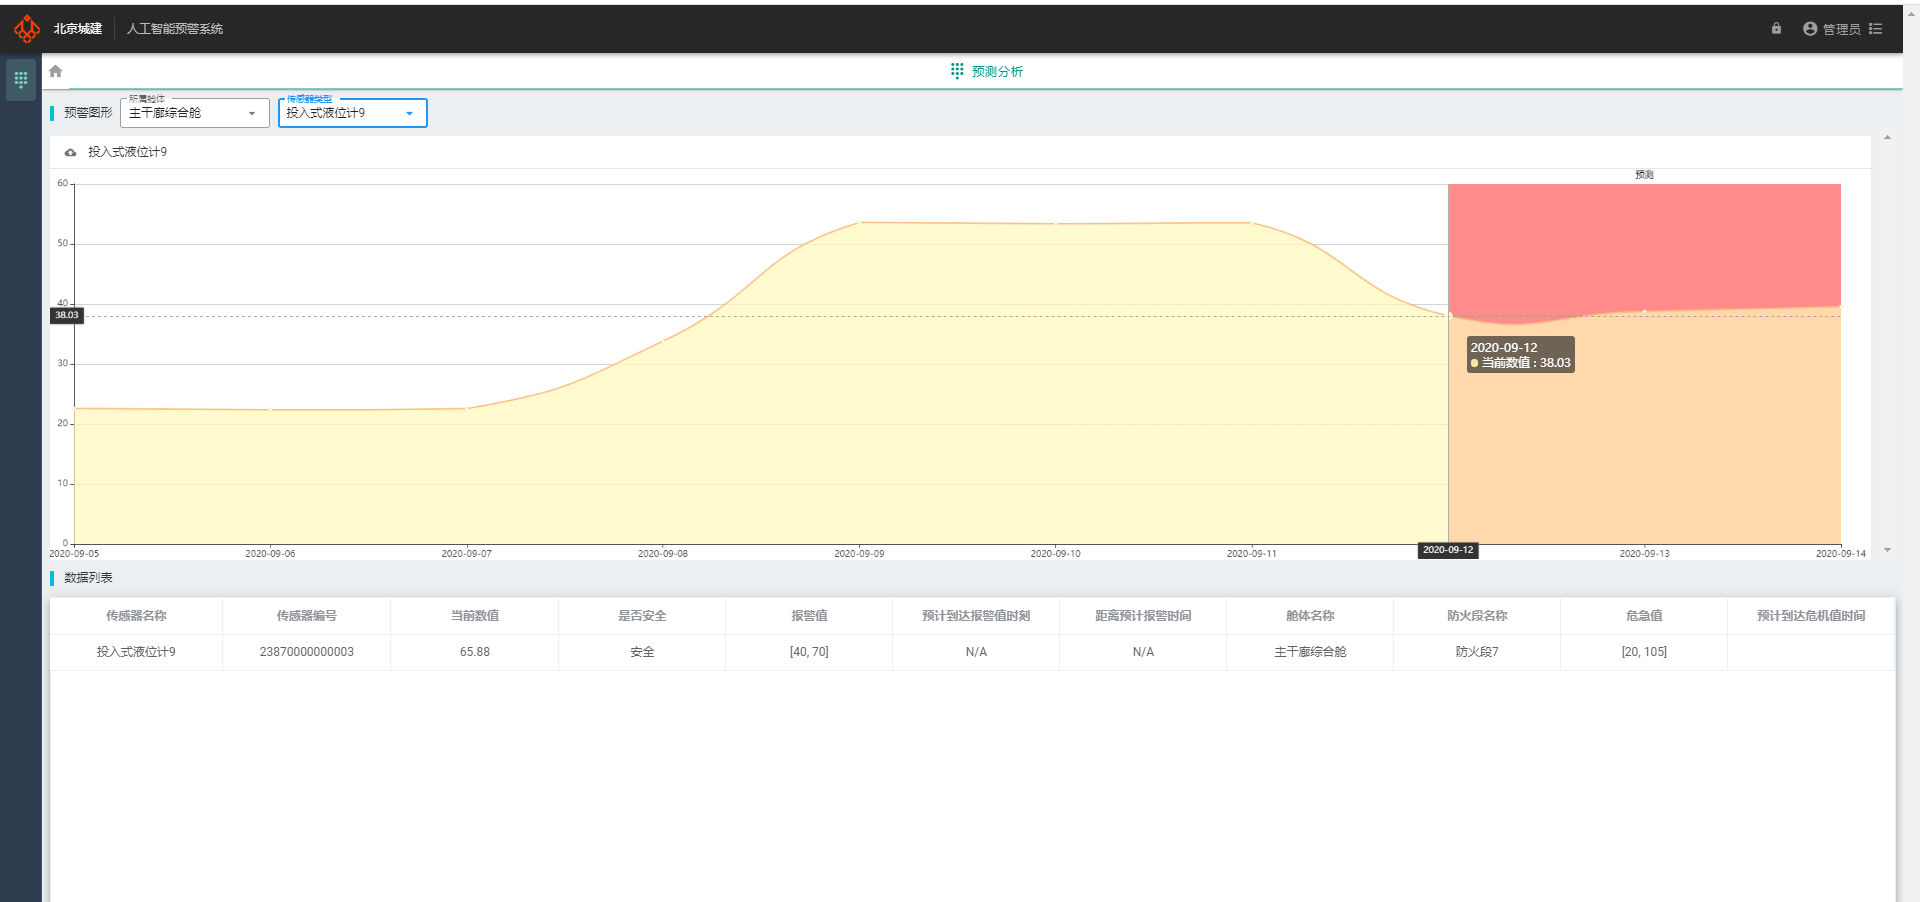 北京城建
人工智能预警系统
管理员
预测分析
预警图形
所属舱体
主干廊综合舱
传感器类型
投入式液位计9
投入式液位计9
预测
60
50
40
38.03
30
20
10
0
2020-09-12
当前数值 : 38.03
2020-09-05
2020-09-06
2020-09-07
2020-09-08
2020-09-09
2020-09-10
2020-09-11
2020-09-12
2020-09-13
2020-09-14
数据列表
传感器名称 传感器编号 当前数值 是否安全 报警值 预计到达报警值时刻 距离预计报警时间 舱体名称 防火段名称 危急值 预计到达危机值时间
投入式液位计9 23870000000003 65.88 安全 [40, 70] N/A N/A 主干廊综合舱 防火段7 [20, 105]